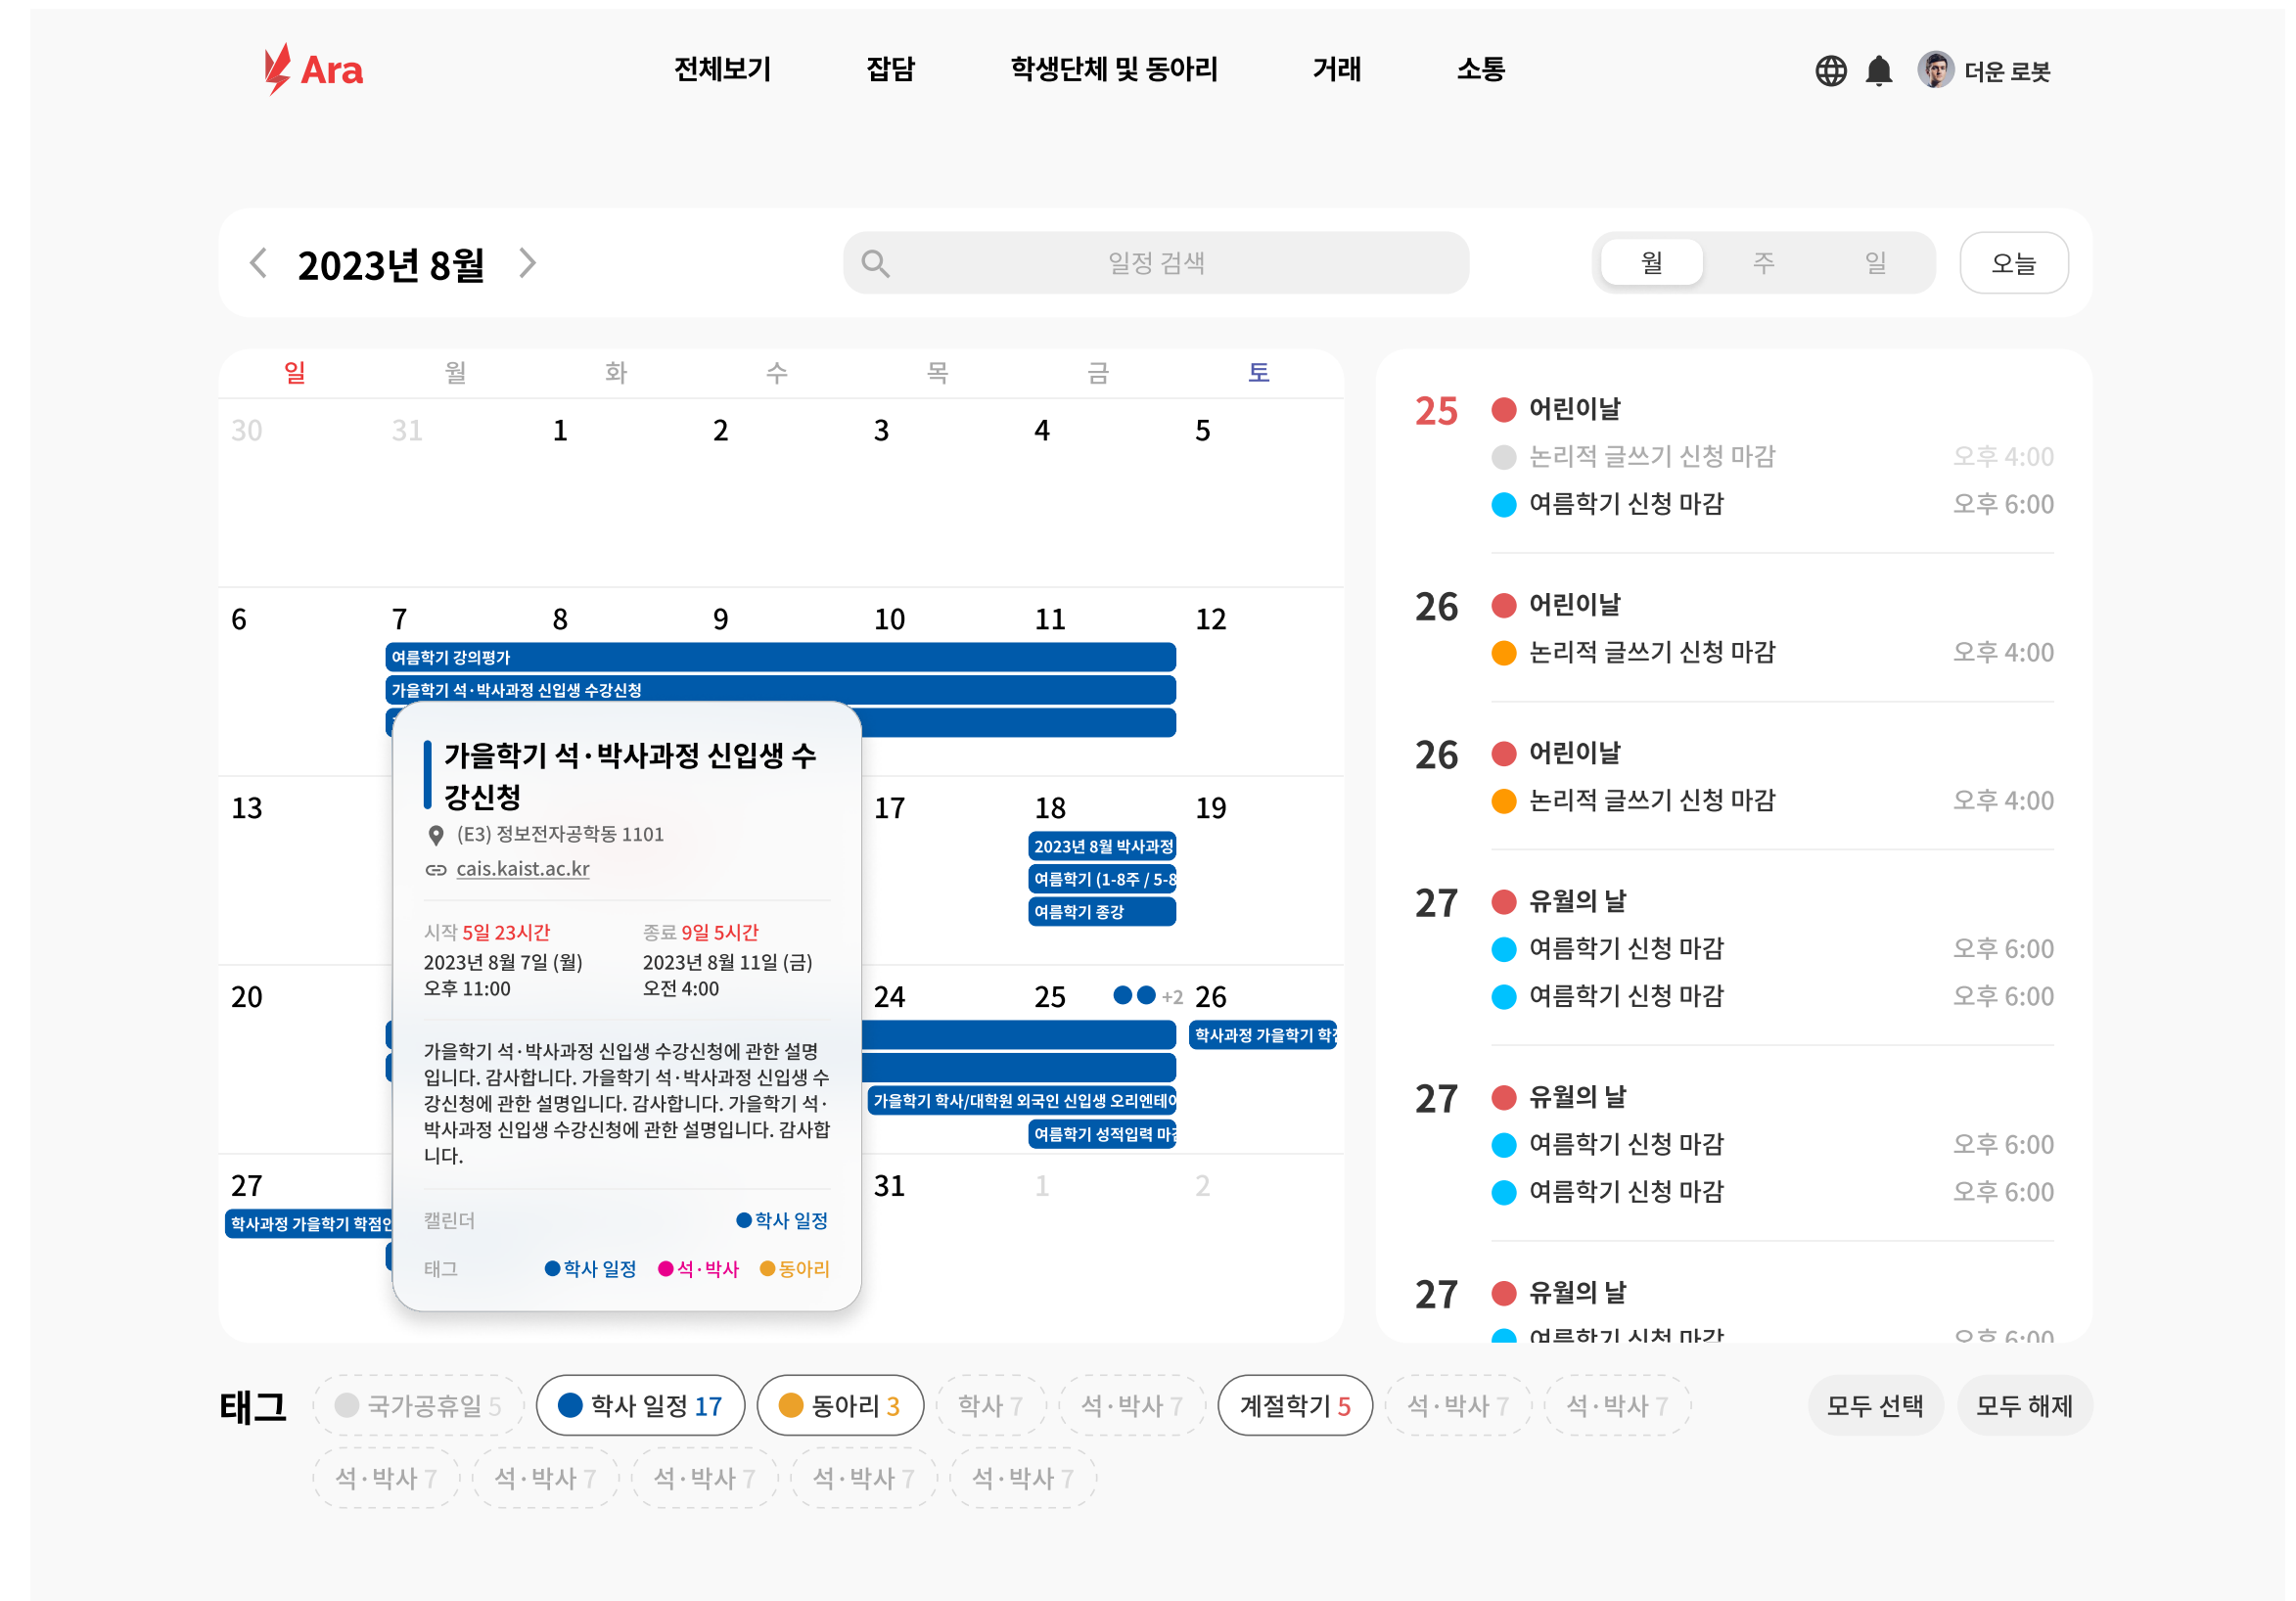 Ara
전체보기
잡담
학생단체 및 동아리
거래
소통
더운 로봇
2023년 8월
일정 검색
월
주
일
오늘
일 월 화 수 목 금 토
30 31 1 2 3 4 5
6 7 8 9 10 11 12
여름학기 강의평가
가을학기 석·박사과정 신입생 수강신청
13 17 18 19
2023년 8월 박사과정
여름학기 (1-8주 / 5-8
여름학기 종강
20 24 25 +2 26
학사과정 가을학기
가을학기 학사/대학원 외국인 신입생
여름학기 성적입력
27 31 1 2
학사과정 가을학기
가을학기 석·박사과정 신입생 수
강신청
(E3) 정보전자공학동 1101
cais.kaist.ac.kr
시작 5일 23시간
2023년 8월 7일 (월)
오후 11:00
종료 9일 5시간
2023년 8월 11일 (금)
오전 4:00
가을학기 석·박사과정 신입생 수강신청에 관한 설명
입니다. 감사합니다. 가을학기 석·박사과정 신입생 수
강신청에 관한 설명입니다. 감사합니다. 가을학기 석·
박사과정 신입생 수강신청에 관한 설명입니다. 감사합
니다.
캘린더
학사 일정
태그
학사 일정 석·박사 동아리
25 어린이날
논리적 글쓰기 신청 마감 오후 4:00
여름학기 신청 마감 오후 6:00
26 어린이날
논리적 글쓰기 신청 마감 오후 4:00
26 어린이날
논리적 글쓰기 신청 마감 오후 4:00
27 유월의 날
여름학기 신청 마감 오후 6:00
여름학기 신청 마감 오후 6:00
27 유월의 날
여름학기 신청 마감 오후 6:00
여름학기 신청 마감 오후 6:00
27 유월의 날
여름학기 신청 마감 오후 6:00
태그
국가공휴일 5
학사 일정 17
동아리 3
학사 7
석·박사 7
계절학기 5
석·박사 7
석·박사 7
모두 선택
모두 해제
석·박사 7
석·박사 7
석·박사 7
석·박사 7
석·박사 7